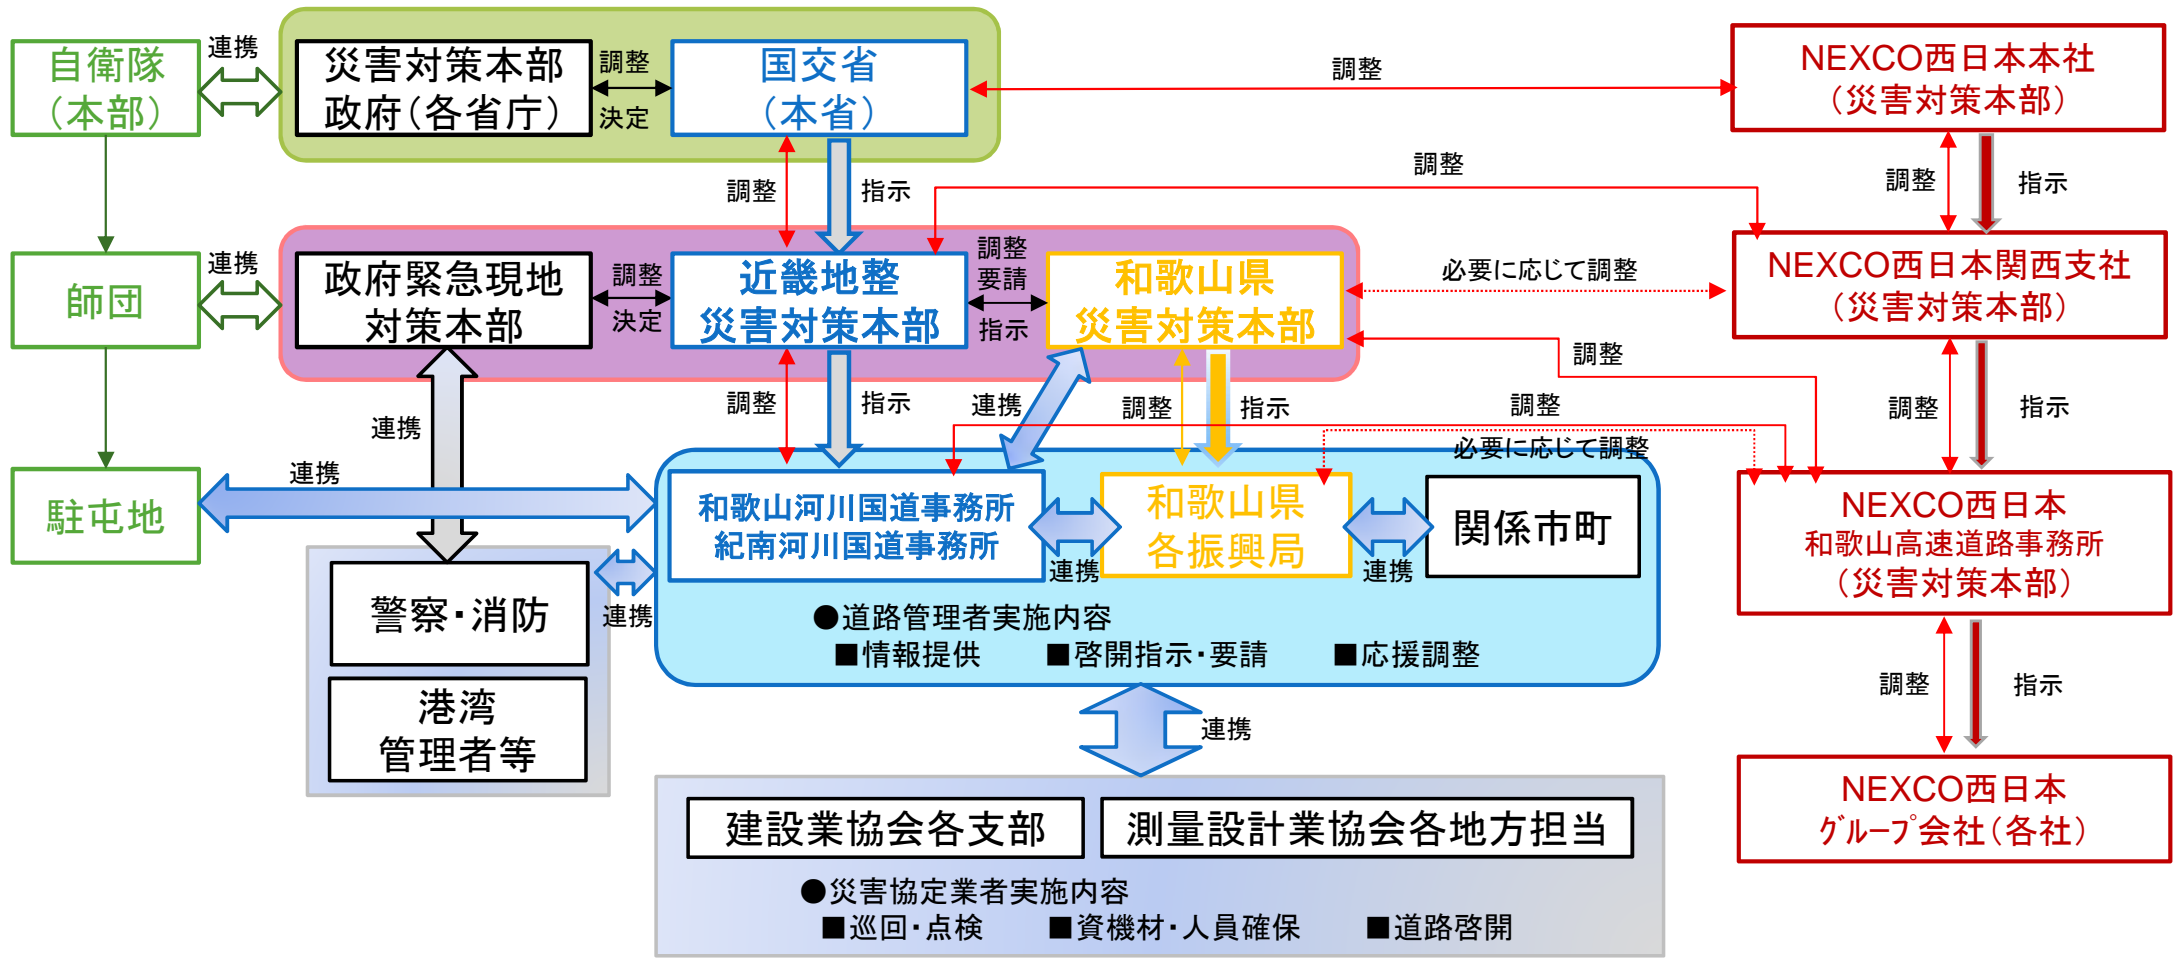 自衛隊
（本部）
連携
災害対策本部
政府（各省庁）
調整
決定
国交省
（本省）
調整
NEXCO西日本本社
（災害対策本部）
調整
指示
調整
調整
指示
師団
連携
政府緊急現地
対策本部
調整
決定
近畿地整
災害対策本部
調整
要請
指示
和歌山県
災害対策本部
必要に応じて調整
NEXCO西日本関西支社
（災害対策本部）
調整
連携
調整
指示
連携
調整
指示
調整
必要に応じて調整
調整
指示
駐屯地
連携
和歌山河川国道事務所
紀南河川国道事務所
連携
和歌山県
各振興局
連携
関係市町
NEXCO西日本
和歌山高速道路事務所
（災害対策本部）
警察・消防
連携
●道路管理者実施内容
■情報提供 ■啓開指示・要請 ■応援調整
港湾
管理者等
連携
調整
指示
NEXCO西日本
ｸﾞﾙｰﾌﾟ会社（各社）
建設業協会各支部
測量設計業協会各地方担当
●災害協定業者実施内容
■巡回・点検 ■資機材・人員確保 ■道路啓開